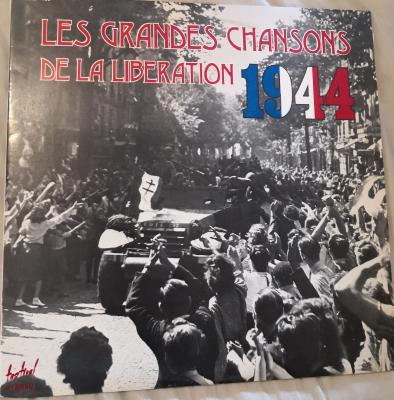 LES GRANDES CHANSONS
DE LA LIBERATION 1944